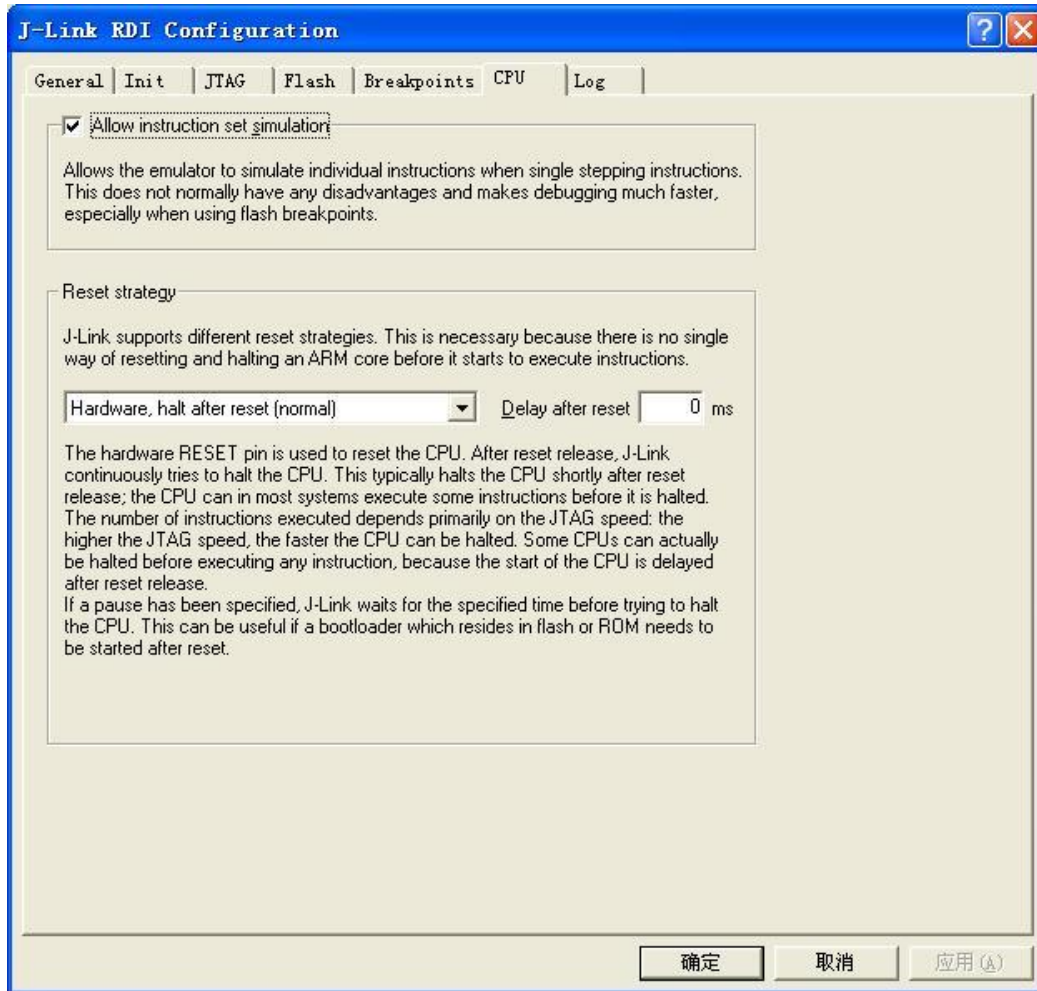 J-Link RDI Configuration
General Init JTAG Flash Breakpoints CPU Log
Allow instruction set simulation
Allows the emulator to simulate individual instructions when single stepping instructions.
This does not normally have any disadvantages and makes debugging much faster,
especially when using flash breakpoints.
Reset strategy
J-Link supports different reset strategies. This is necessary because there is no single
way of resetting and halting an ARM core before it starts to execute instructions.
Hardware, halt after reset (normal) Delay after reset 0 ms
The hardware RESET pin is used to reset the CPU. After reset release, J-Link
continuously tries to halt the CPU. This typically halts the CPU shortly after reset
release; the CPU can in most systems execute some instructions before it is halted.
The number of instructions executed depends primarily on the JTAG speed: the
higher the JTAG speed, the faster the CPU can be halted. Some CPUs can actually
be halted before executing any instruction, because the start of the CPU is delayed
after reset release.
If a pause has been specified, J-Link waits for the specified time before trying to halt
the CPU. This can be useful if a bootloader which resides in flash or ROM needs to
be started after reset.
确定 取消 应用(A)